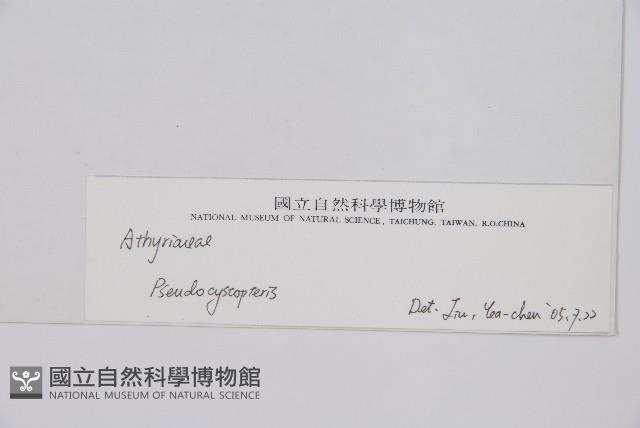 國立自然科學博物館
NATIONAL MUSEUM OF NATURAL SCIENCE, TAICHUNG, TAIWAN, R.O.CHINA
Athyriaceae
Pseudocystopteris
Det. Liu, Yea-chen '05.7.22
國立自然科學博物館
NATIONAL MUSEUM OF NATURAL SCIENCE